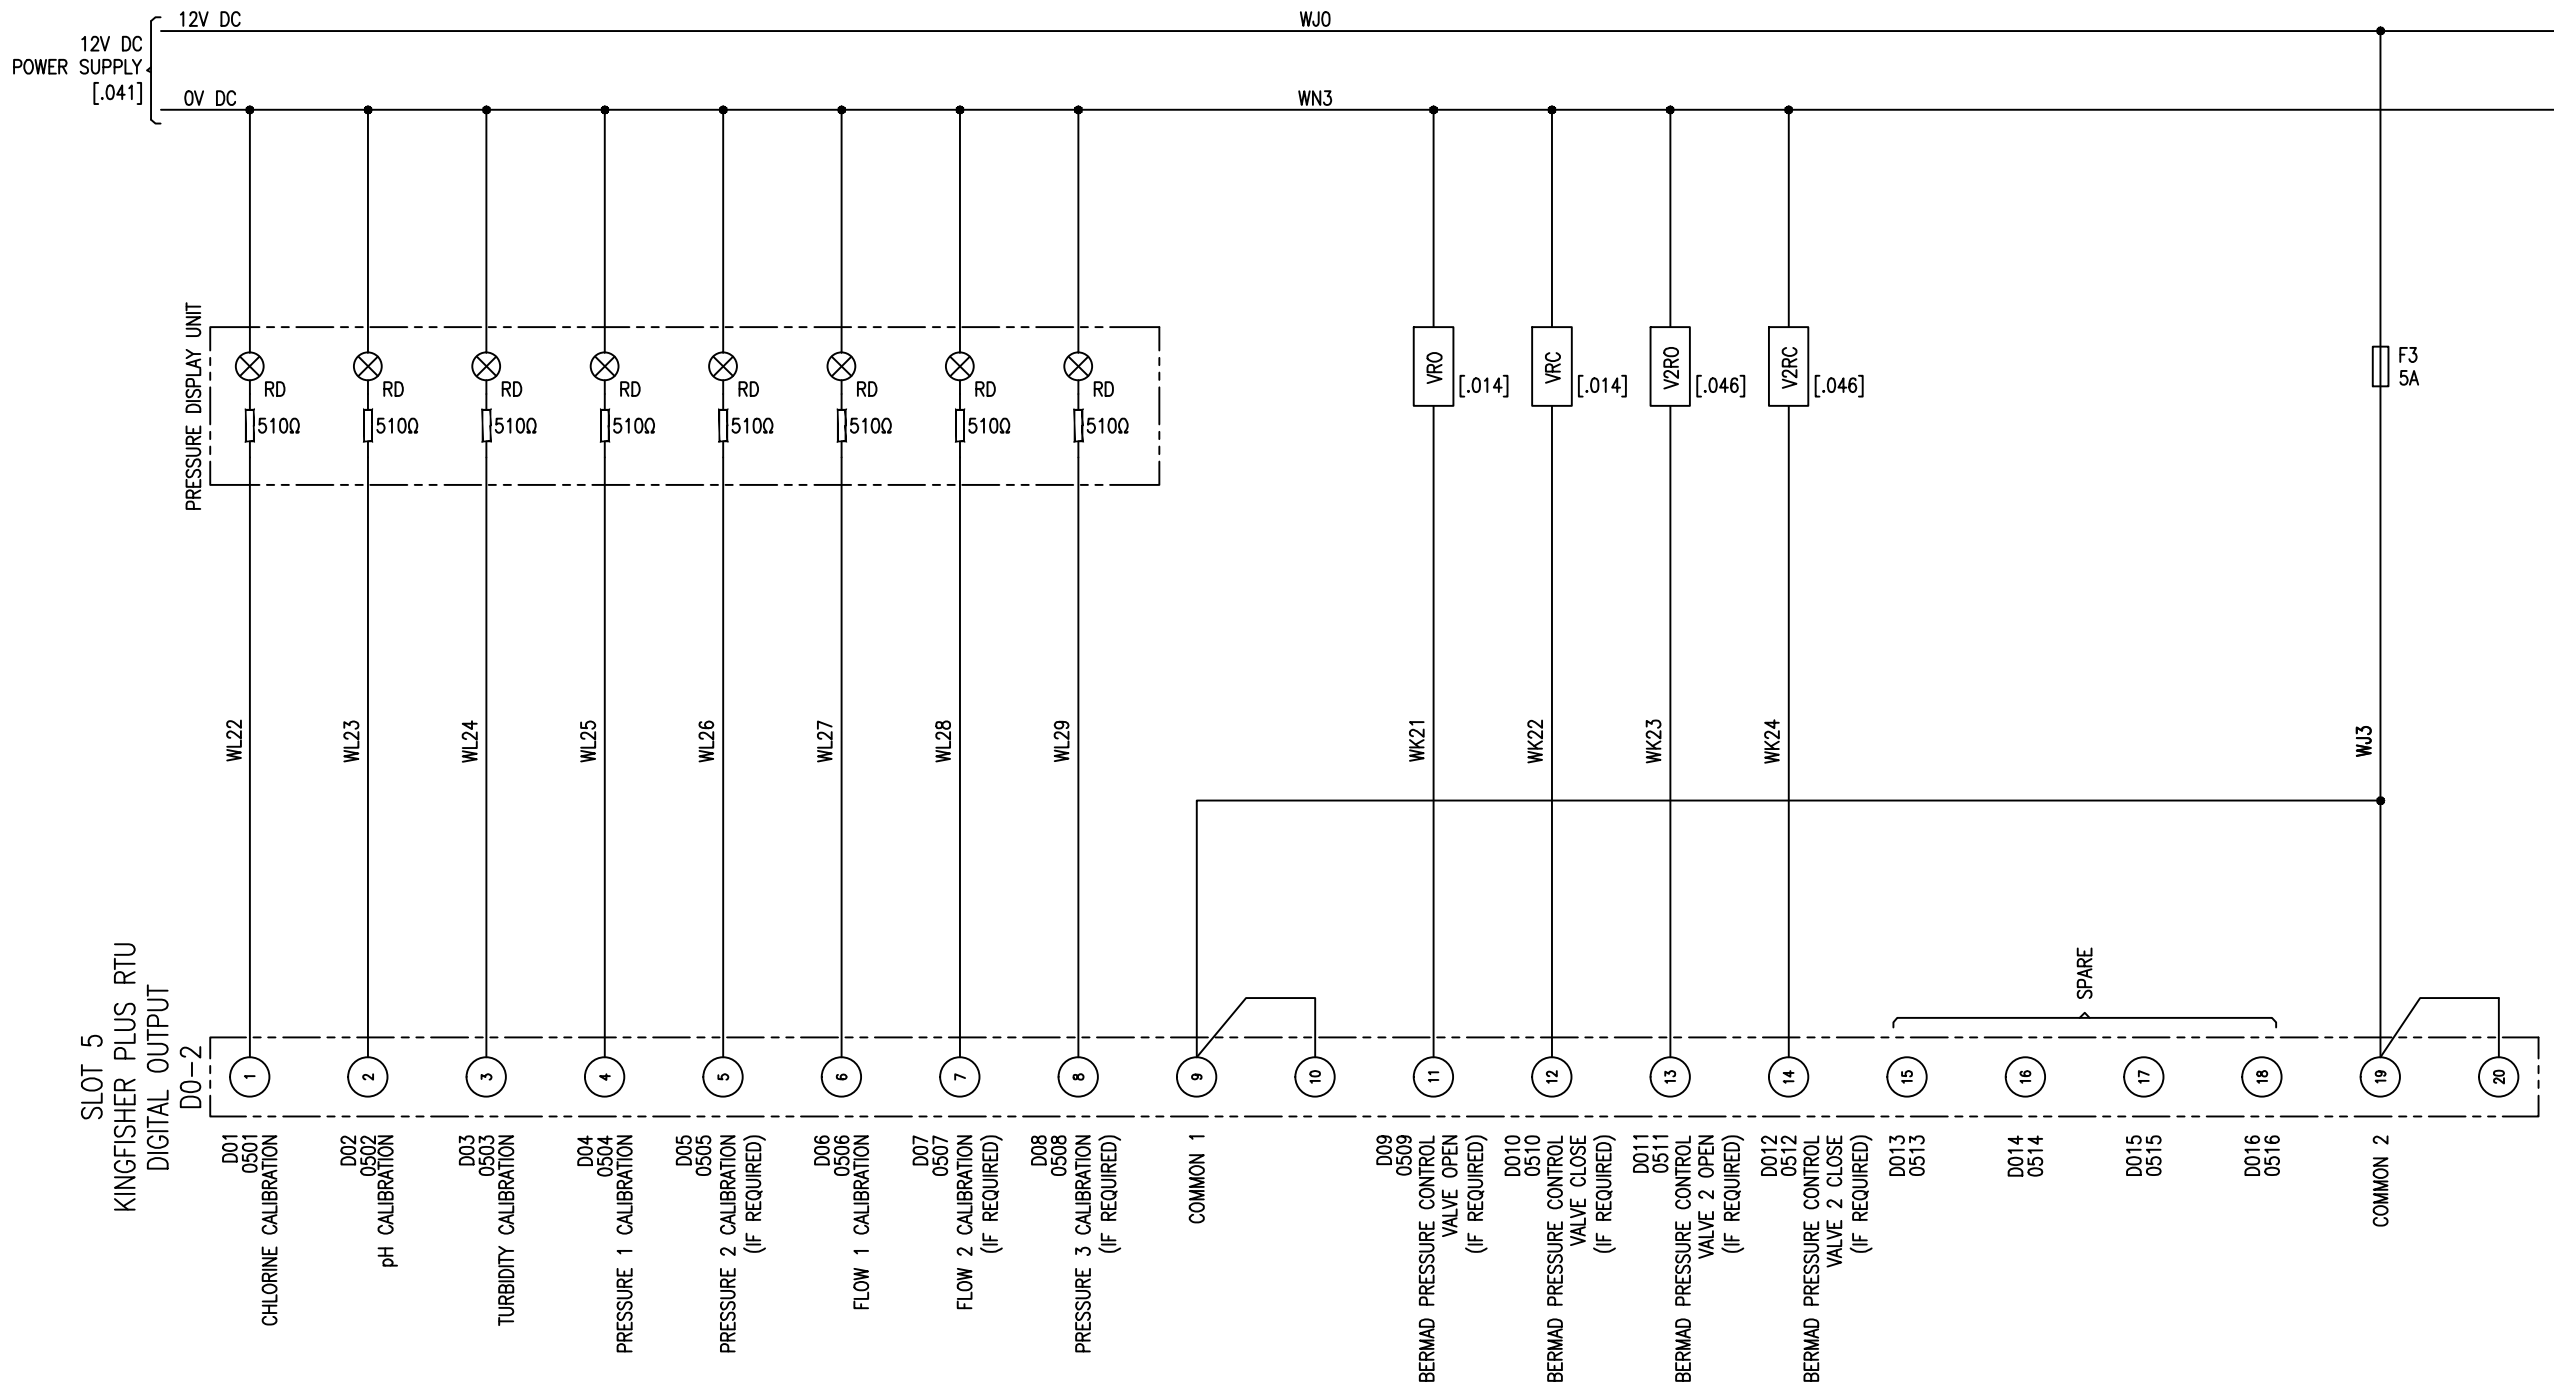 12V DC
WJ0
12V DC
POWER SUPPLY
[.041]
0V DC
WN3
PRESSURE DISPLAY UNIT
RD
510Ω
RD
510Ω
RD
510Ω
RD
510Ω
RD
510Ω
RD
510Ω
RD
510Ω
RD
510Ω
VRO
[.014]
VRC
[.014]
V2RO
[.046]
V2RC
[.046]
F3
5A
WL22
WL23
WL24
WL25
WL26
WL27
WL28
WL29
WK21
WK22
WK23
WK24
WJ3
SPARE
SLOT 5
KINGFISHER PLUS RTU
DIGITAL OUTPUT
DO-2
1
2
3
4
5
6
7
8
9
10
11
12
13
14
15
16
17
18
19
20
DO1
0501
CHLORINE CALIBRATION
DO2
0502
pH CALIBRATION
DO3
0503
TURBIDITY CALIBRATION
DO4
0504
PRESSURE 1 CALIBRATION
DO5
0505
PRESSURE 2 CALIBRATION
(IF REQUIRED)
DO6
0506
FLOW 1 CALIBRATION
DO7
0507
FLOW 2 CALIBRATION
(IF REQUIRED)
DO8
0508
PRESSURE 3 CALIBRATION
(IF REQUIRED)
COMMON 1
DO9
0509
BERMAD PRESSURE CONTROL
VALVE OPEN
(IF REQUIRED)
DO10
0510
BERMAD PRESSURE CONTROL
VALVE CLOSE
(IF REQUIRED)
DO11
0511
BERMAD PRESSURE CONTROL
VALVE 2 OPEN
(IF REQUIRED)
DO12
0512
BERMAD PRESSURE CONTROL
VALVE 2 CLOSE
(IF REQUIRED)
DO13
0513
DO14
0514
DO15
0515
DO16
0516
COMMON 2